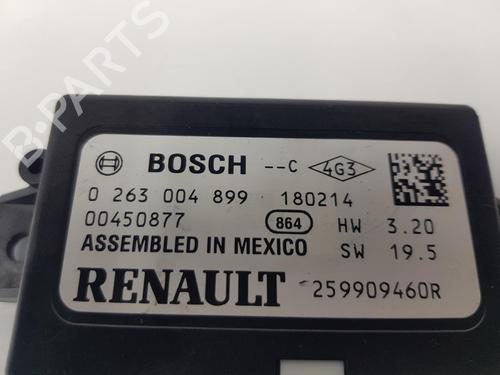 BOSCH --C 4G3
0 263 004 899 180214
00450877 864 HW 3.20
ASSEMBLED IN MEXICO SW 19.5
RENAULT 259909460R
B-PARTS